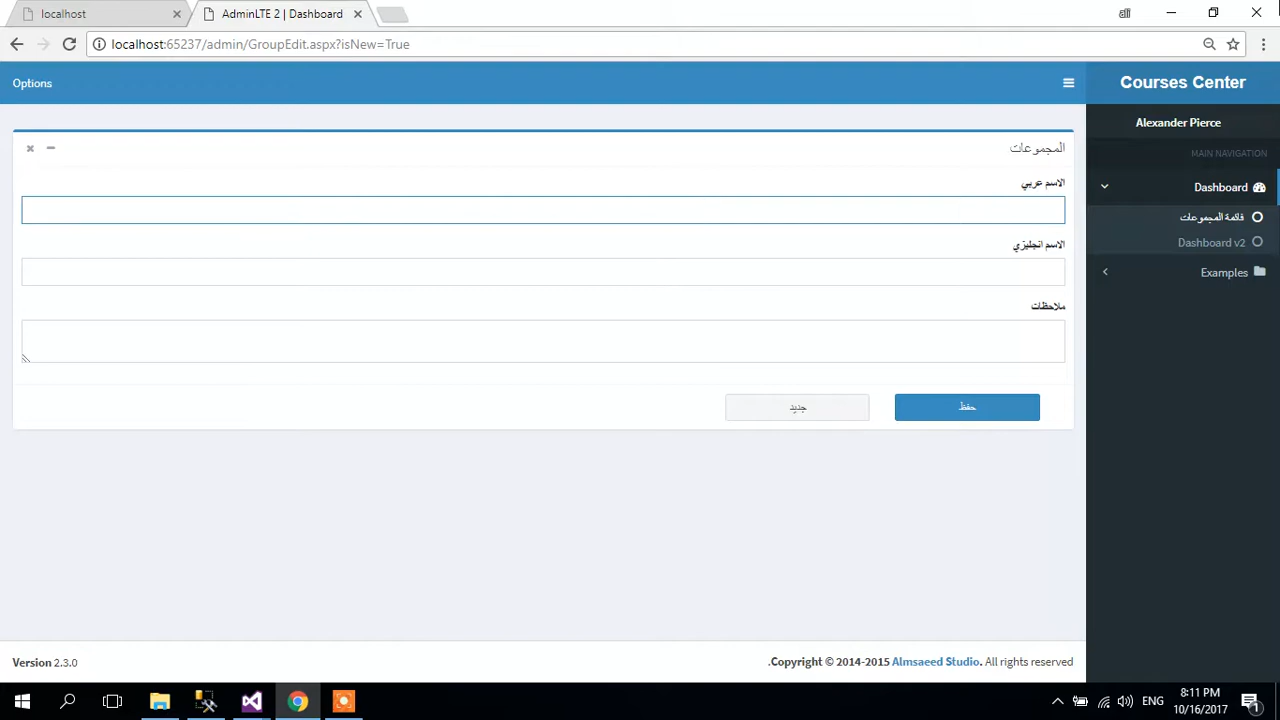 localhost
AdminLTE 2 | Dashboard
aff
localhost:65237/admin/GroupEdit.aspx?isNew=True
Options
Courses Center
Alexander Pierce
MAIN NAVIGATION
Dashboard
قائمة المجموعات
Dashboard v2
Examples
المجموعات
الاسم عربي
الاسم انجليزي
ملاحظات
حفظ
جديد
Version 2.3.0
.Copyright © 2014-2015 Almsaeed Studio. All rights reserved
ENG
8:11 PM
10/16/2017
1